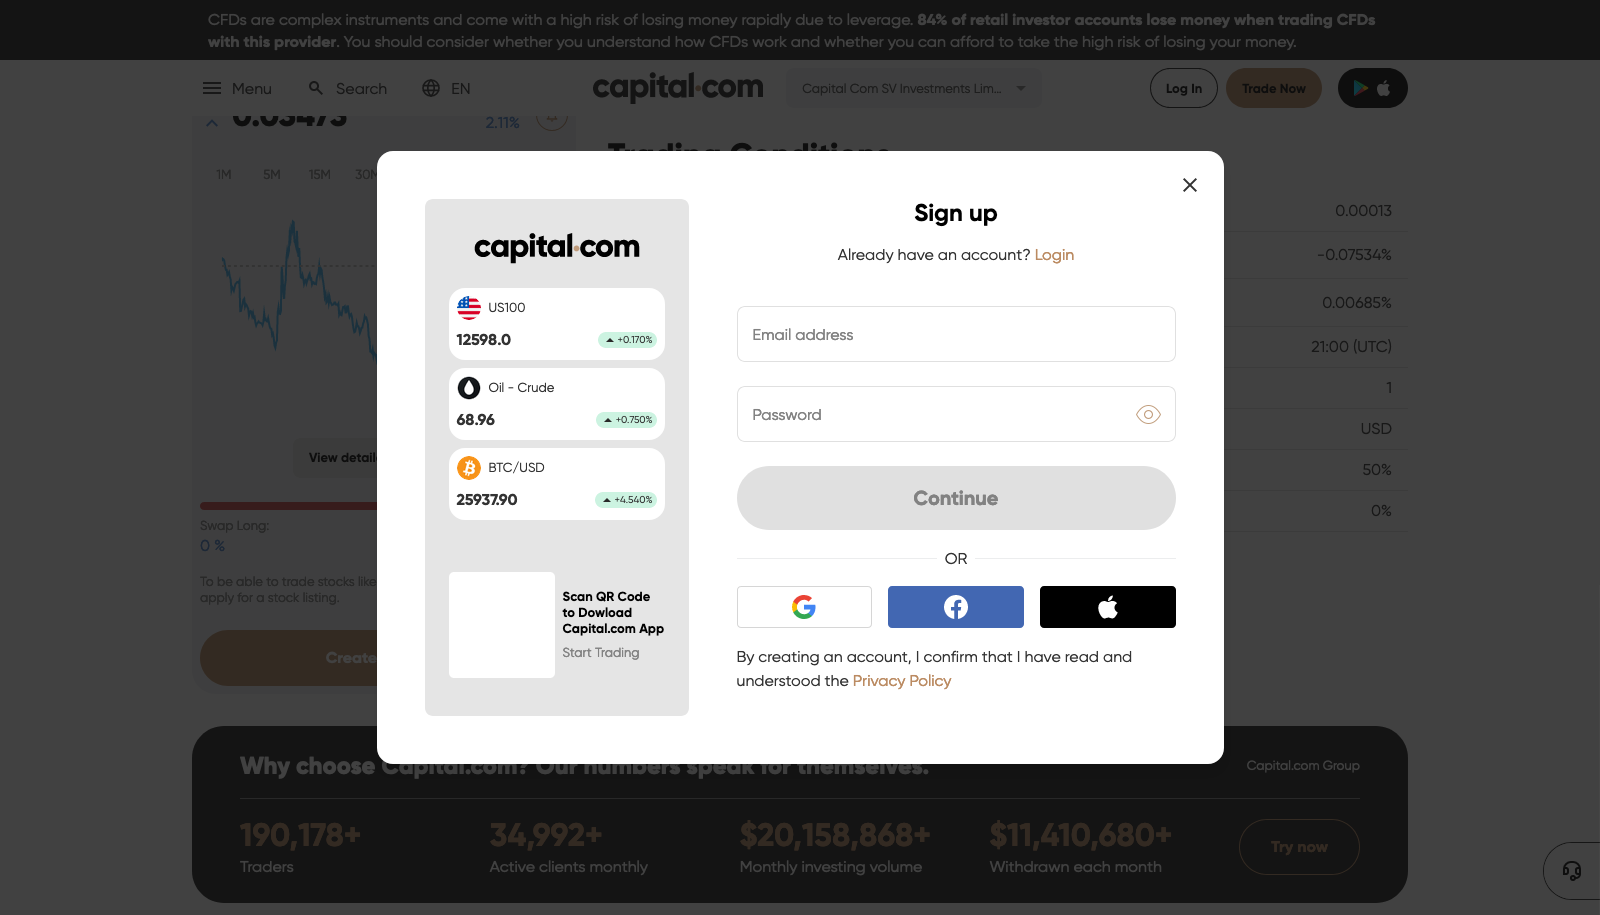 CFDs are complex instruments and come with a high risk of losing money rapidly due to leverage. 84% of retail investor accounts lose money when trading CFDs
with this provider. You should consider whether you understand how CFDs work and whether you can afford to take the high risk of losing your money.
Menu
Search
EN
capital.com
Capital Com SV Investments Lim...
Log In
Trade Now
0.03473
2.11%
1M
5M
15M
30M
View detail
Swap Long:
0 %
To be able to trade stocks like
apply for a stock listing.
Create
Trading Conditions
0.00013
-0.07534%
0.00685%
21:00 (UTC)
1
USD
50%
0%
capital.com
US100
12598.0
+0.170%
Oil - Crude
68.96
+0.750%
BTC/USD
25937.90
+4.540%
Scan QR Code
to Dowload
Capital.com App
Start Trading
Sign up
Already have an account? Login
Email address
Password
Continue
OR
By creating an account, I confirm that I have read and
understood the Privacy Policy
Why choose Capital.com? Our numbers speak for themselves.
Capital.com Group
190,178+
Traders
34,992+
Active clients monthly
$20,158,868+
Monthly investing volume
$11,410,680+
Withdrawn each month
Try now